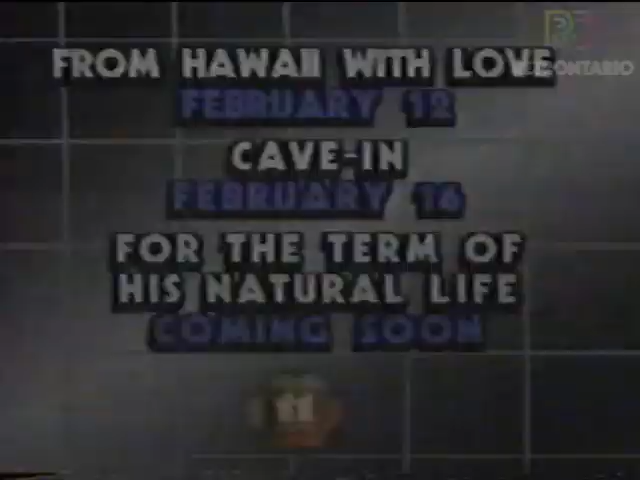 FROM HAWAII WITH LOVE
FEBRUARY 12
CAVE-IN
FEBRUARY 16
FOR THE TERM OF
HIS NATURAL LIFE
COMING SOON
11